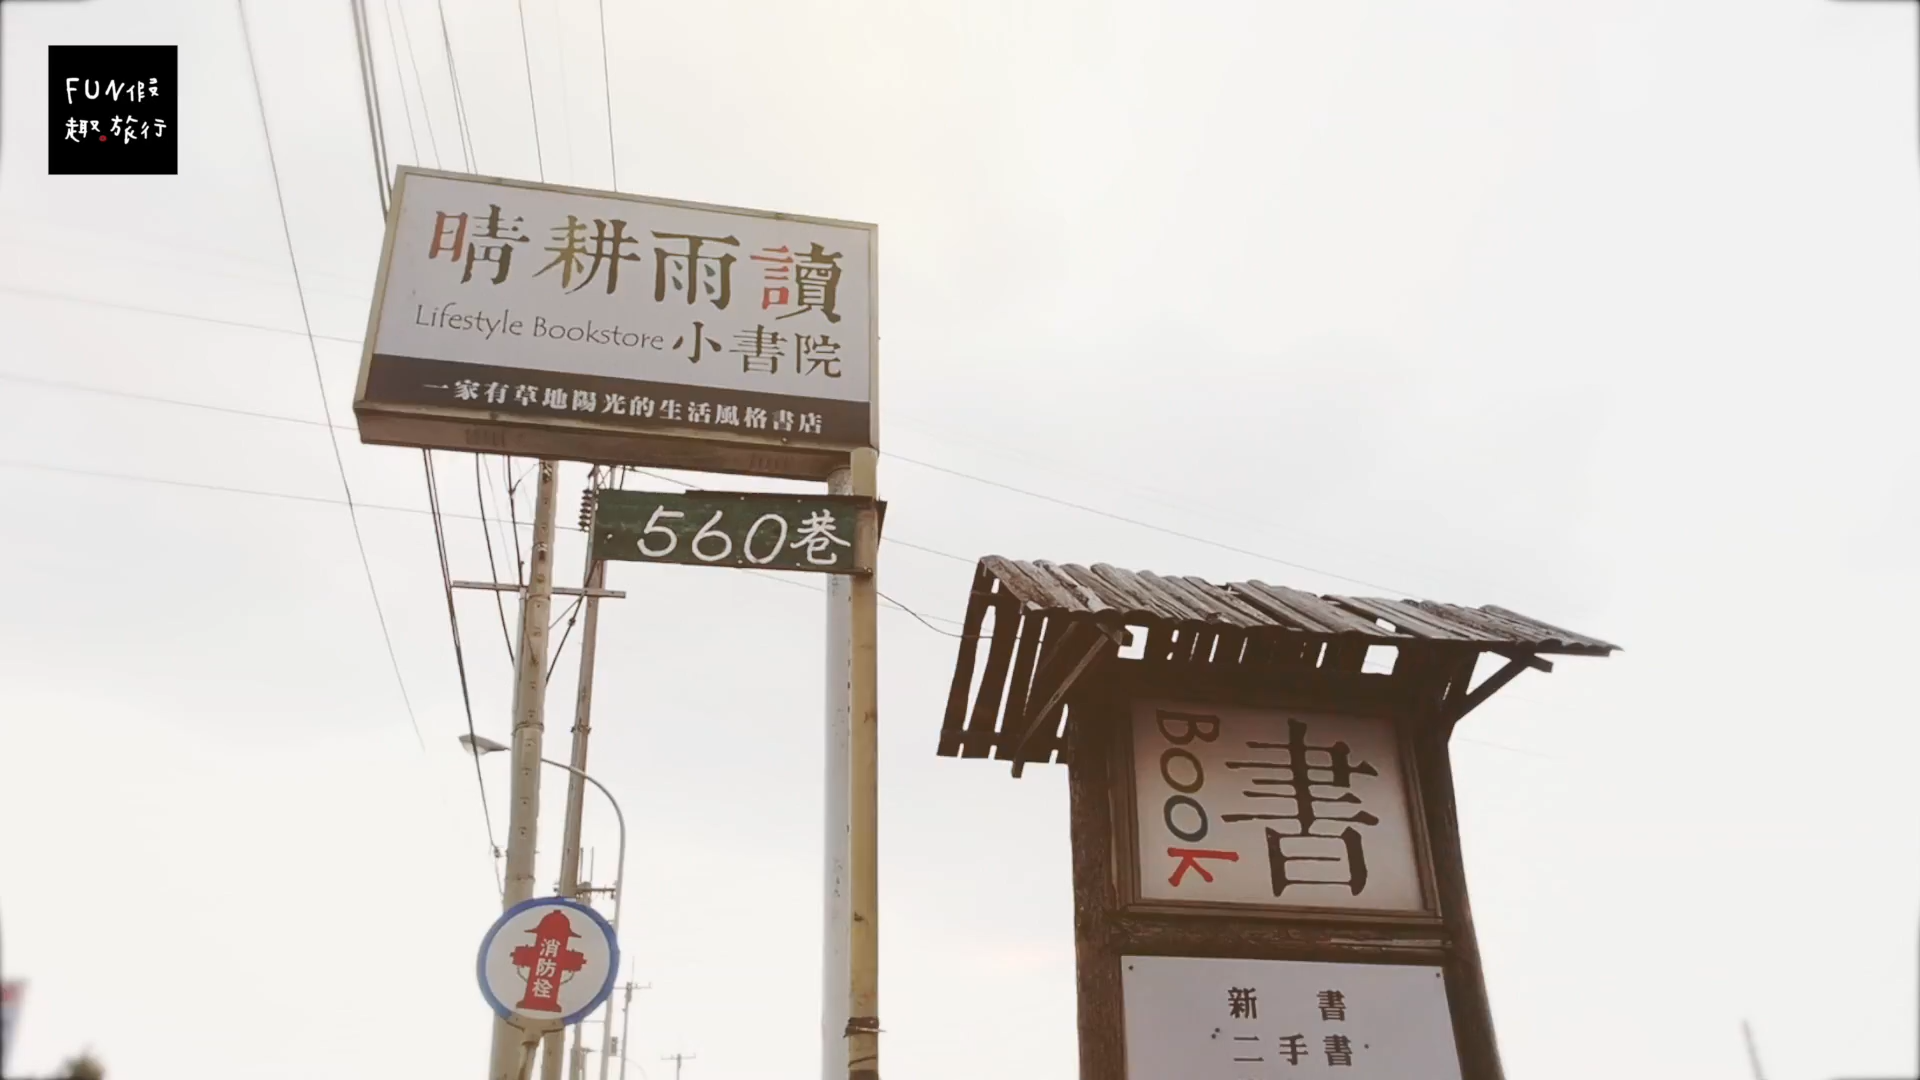 FUN假
趣旅行
晴耕雨讀
Lifestyle Bookstore 小書院
一家有草地陽光的生活風格書店
560巷
消防栓
書
Book
新書
二手書